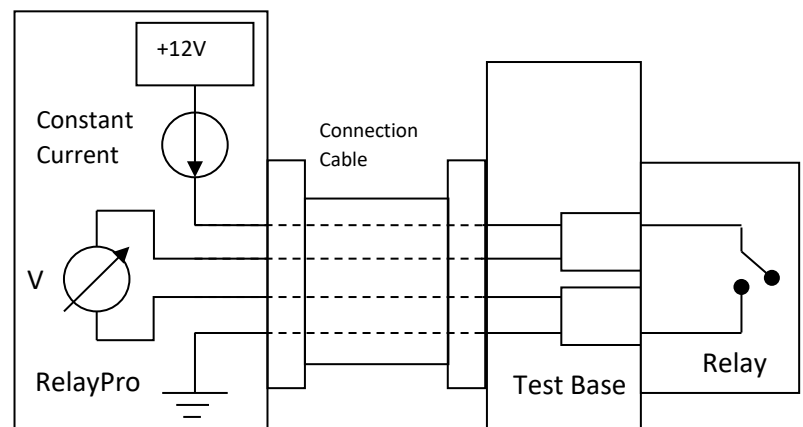 +12V
Constant
Current
Connection
Cable
V
RelayPro
Test Base
Relay